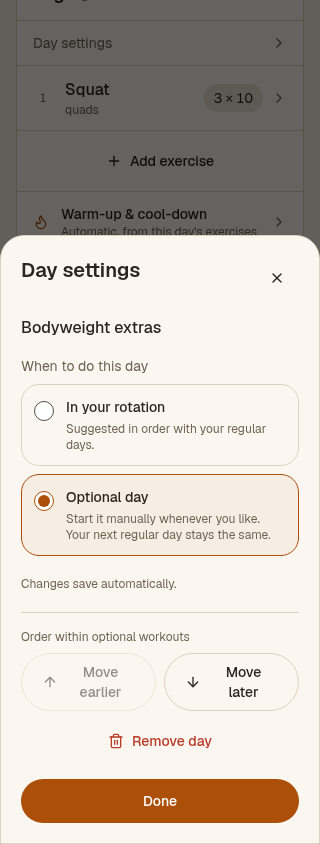 Day settings
1
Squat
quads
3 × 10
Add exercise
Warm-up & cool-down
Automatic, from this day's exercises
Day settings
Bodyweight extras
When to do this day
In your rotation
Suggested in order with your regular
days.
Optional day
Start it manually whenever you like.
Your next regular day stays the same.
Changes save automatically.
Order within optional workouts
Move
earlier
Move
later
Remove day
Done